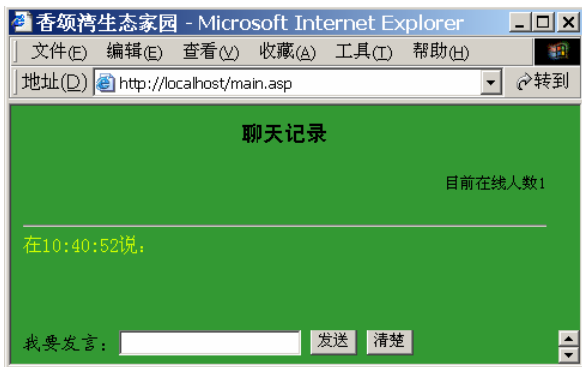 香颂湾生态家园 - Microsoft Internet Explorer
文件(F) 编辑(E) 查看(V) 收藏(A) 工具(T) 帮助(H)
地址(D) http://localhost/main.asp 转到
聊天记录
目前在线人数1
在10:40:52说:
我要发言: 发送 清楚